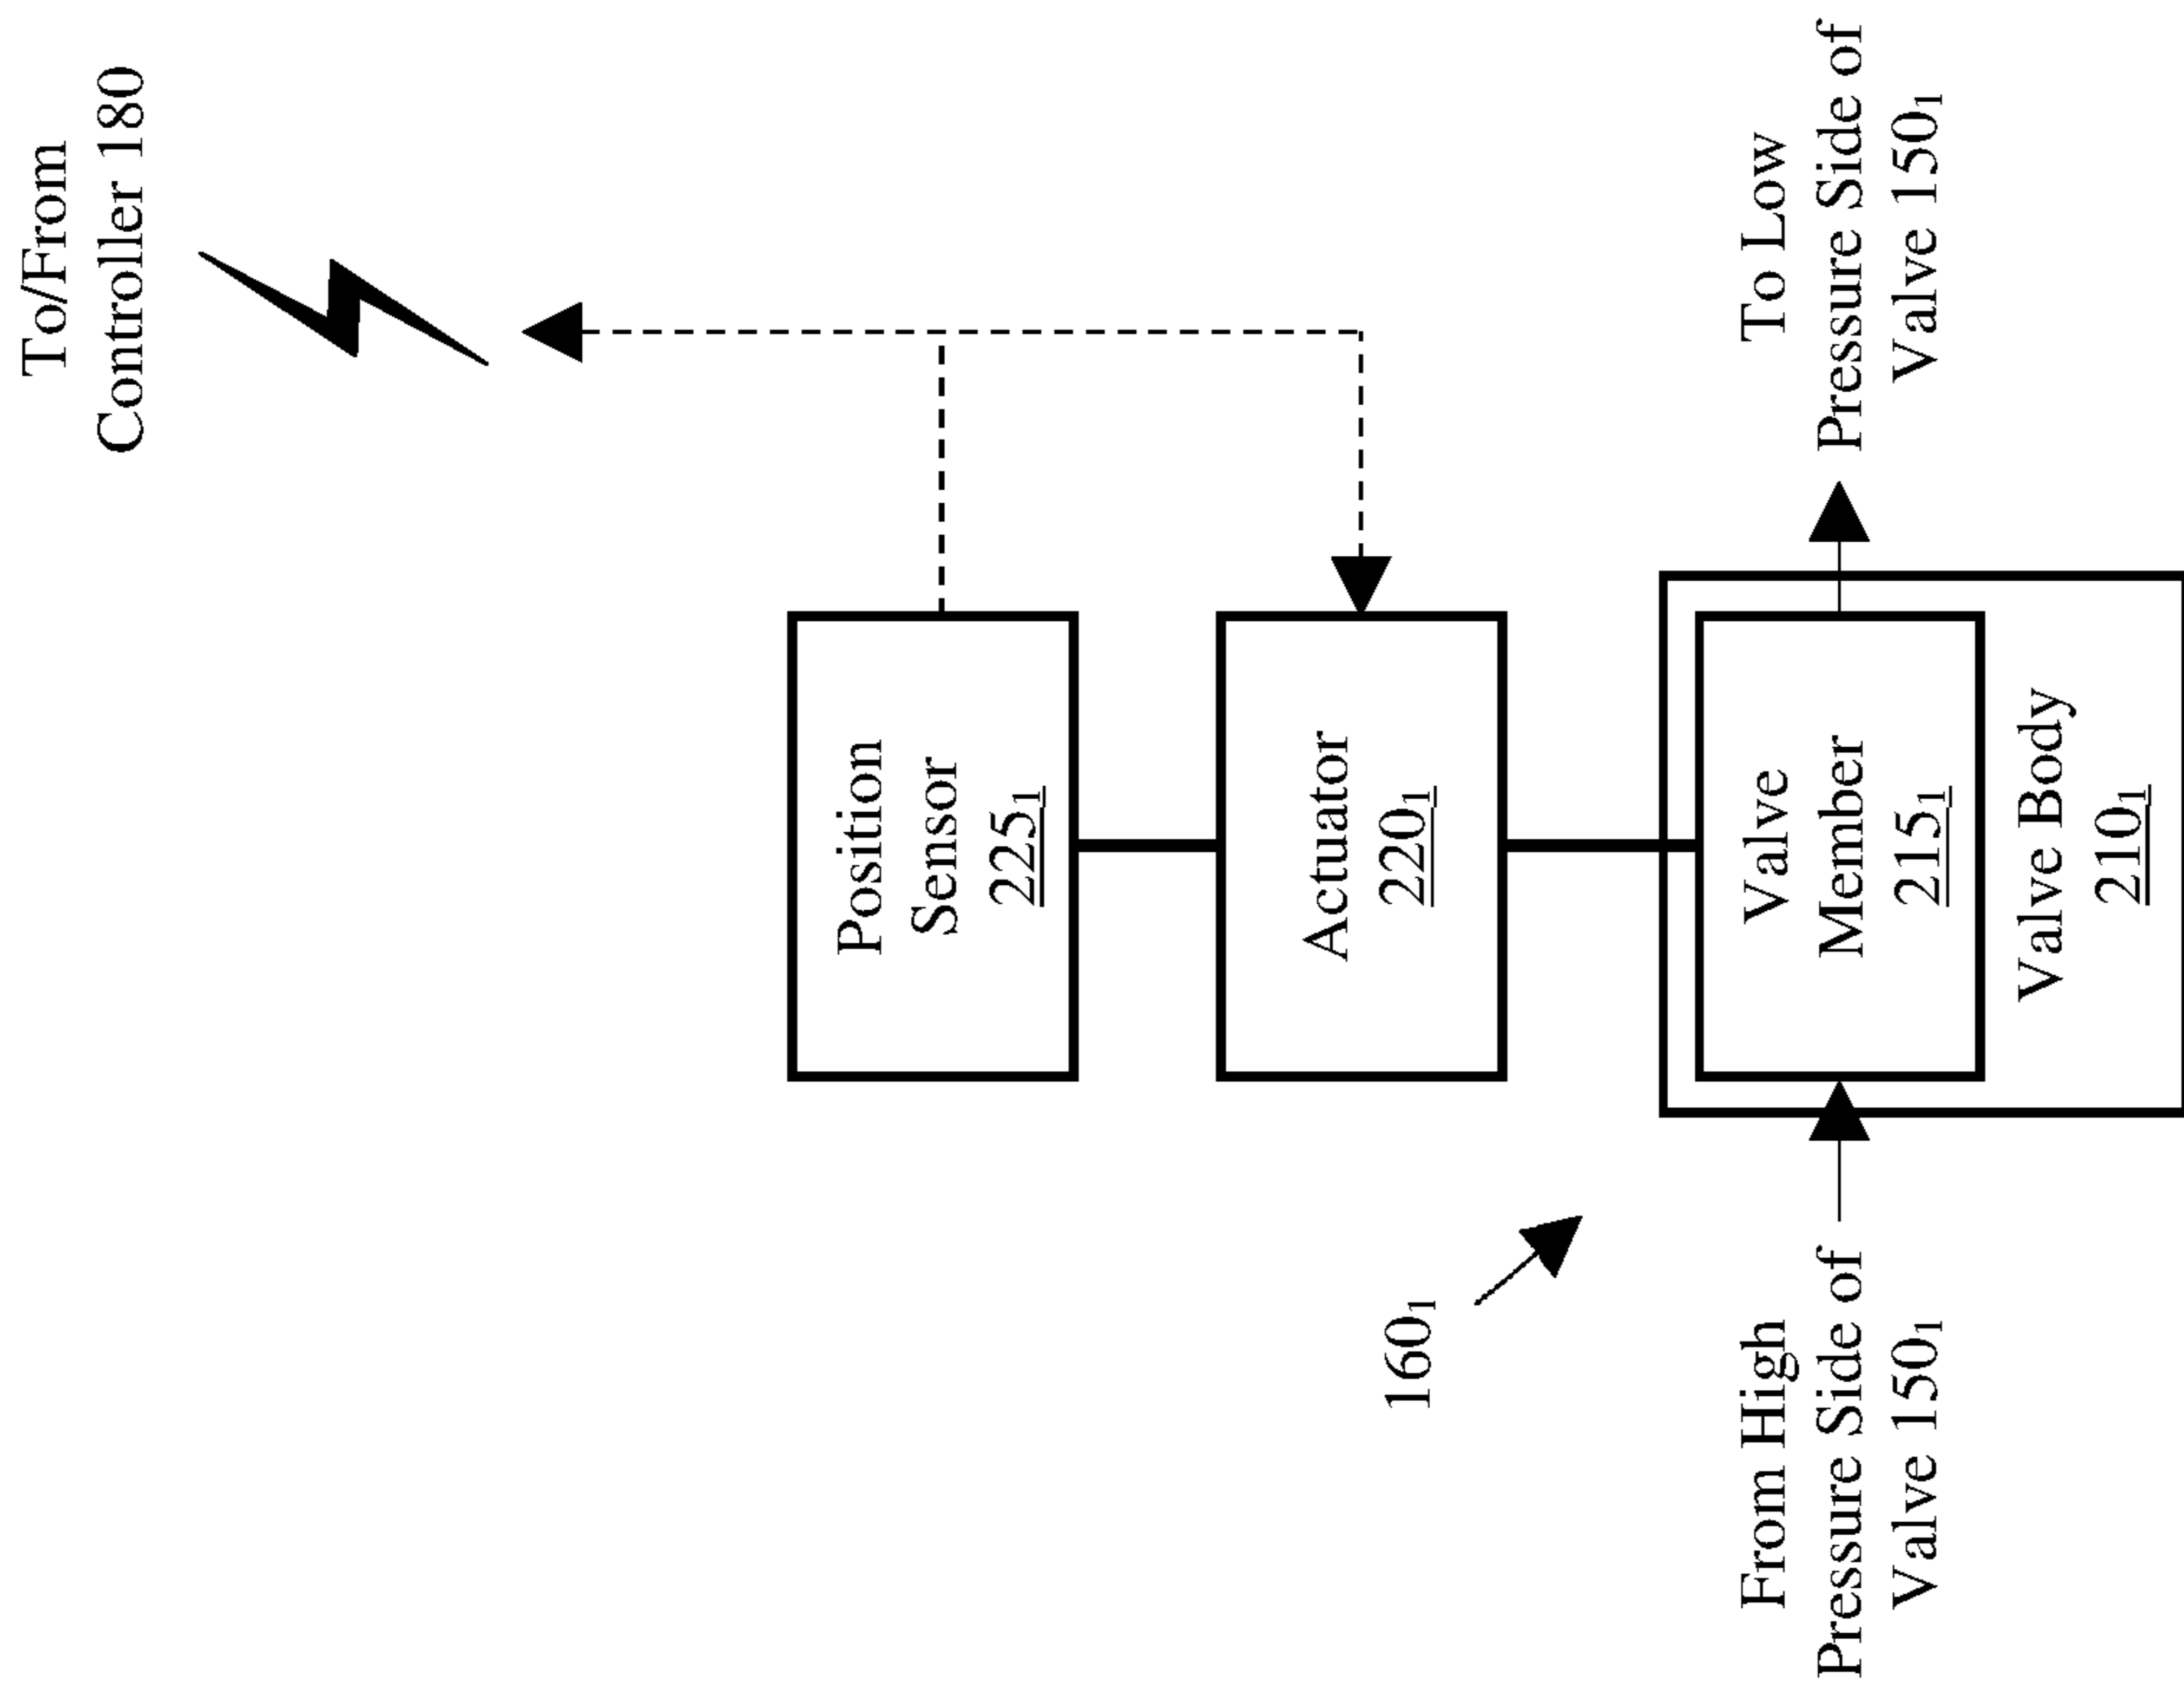 To/From
Controller 180
Position
Sensor
225₁
Actuator
220₁
160₁
From High
Pressure Side of
Valve 150₁
Valve
Member
215₁
To Low
Pressure Side of
Valve 150₁
Valve Body
210₁